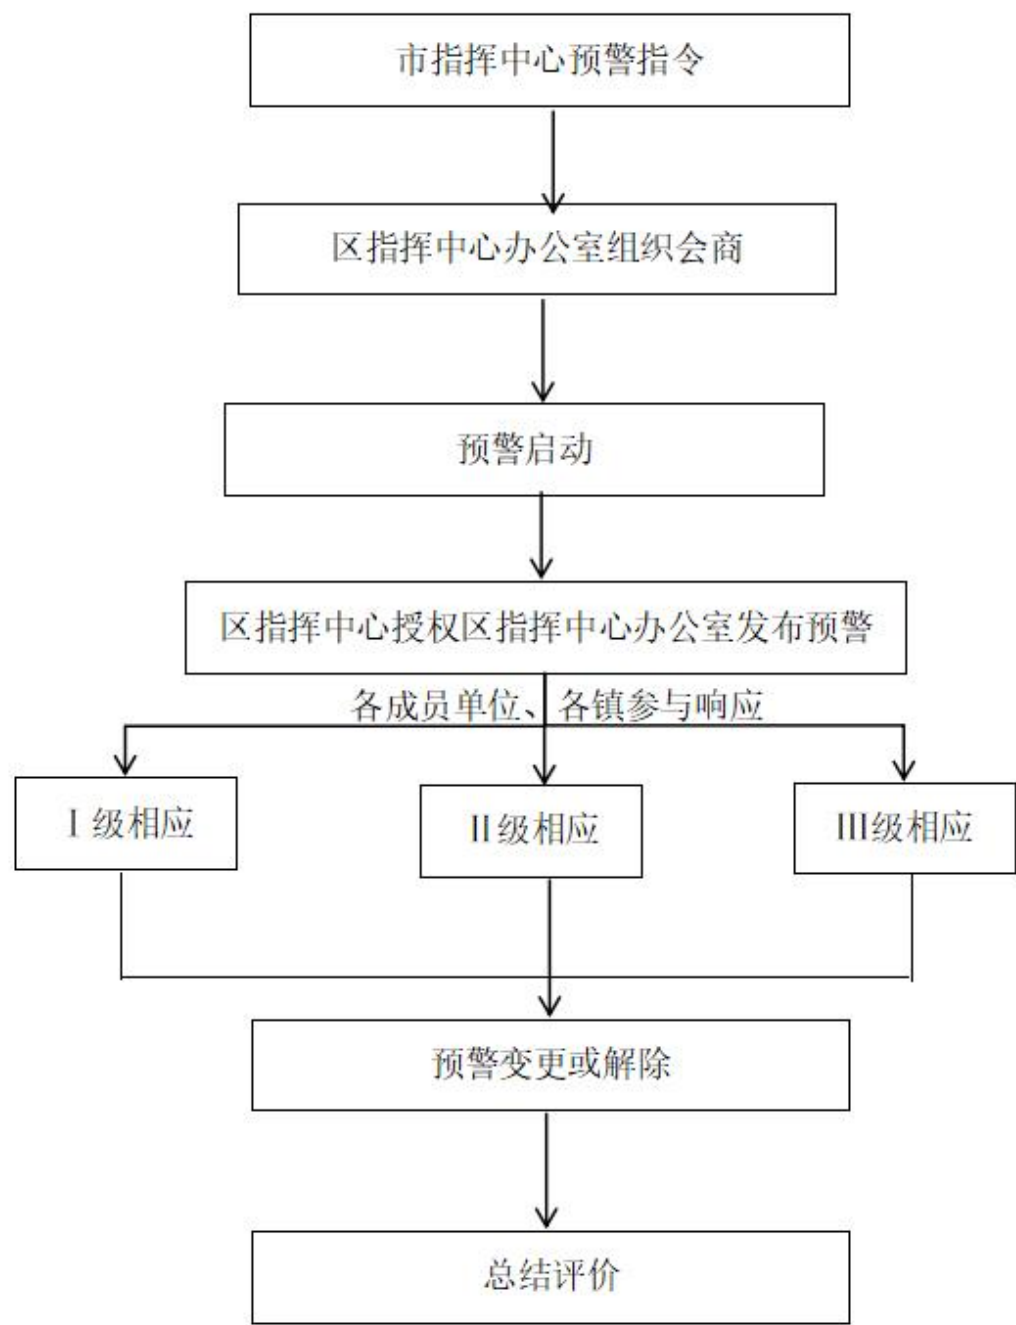 市指挥中心预警指令
区指挥中心办公室组织会商
预警启动
区指挥中心授权区指挥中心办公室发布预警
各成员单位、各镇参与响应
Ⅰ级相应
Ⅱ级相应
Ⅲ级相应
预警变更或解除
总结评价